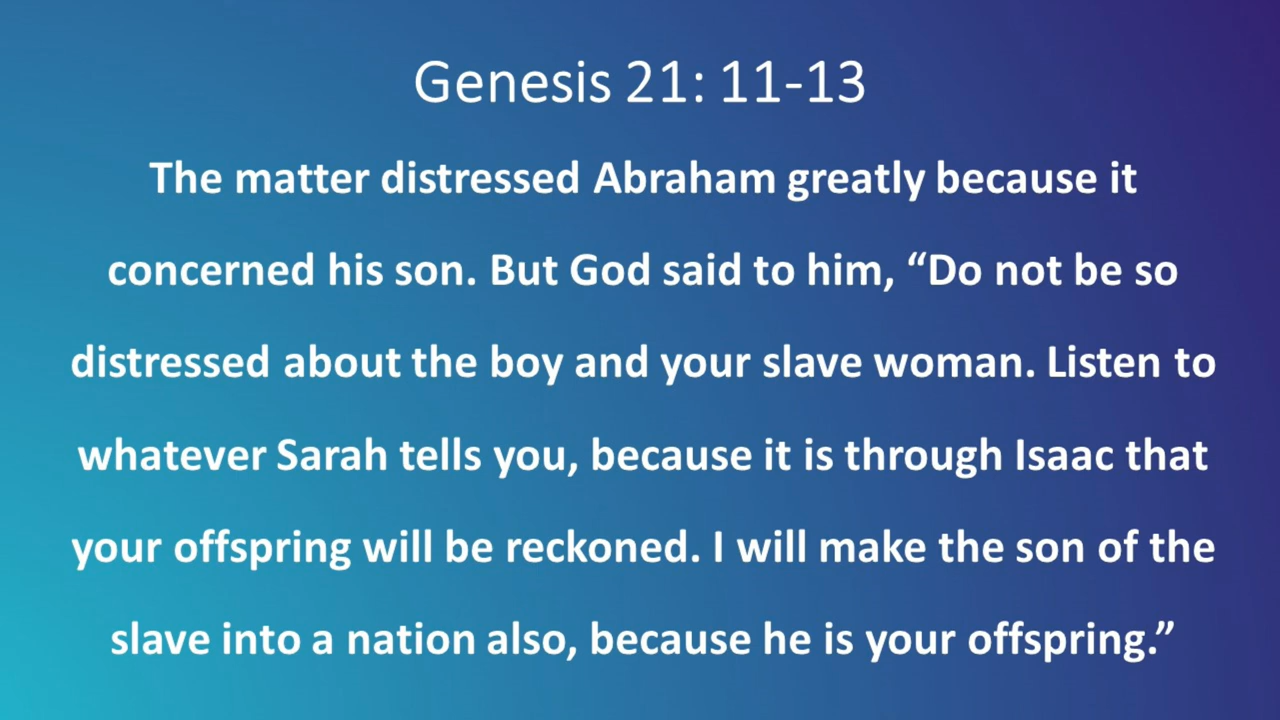 Genesis 21: 11-13
The matter distressed Abraham greatly because it
concerned his son. But God said to him, “Do not be so
distressed about the boy and your slave woman. Listen to
whatever Sarah tells you, because it is through Isaac that
your offspring will be reckoned. I will make the son of the
slave into a nation also, because he is your offspring.”